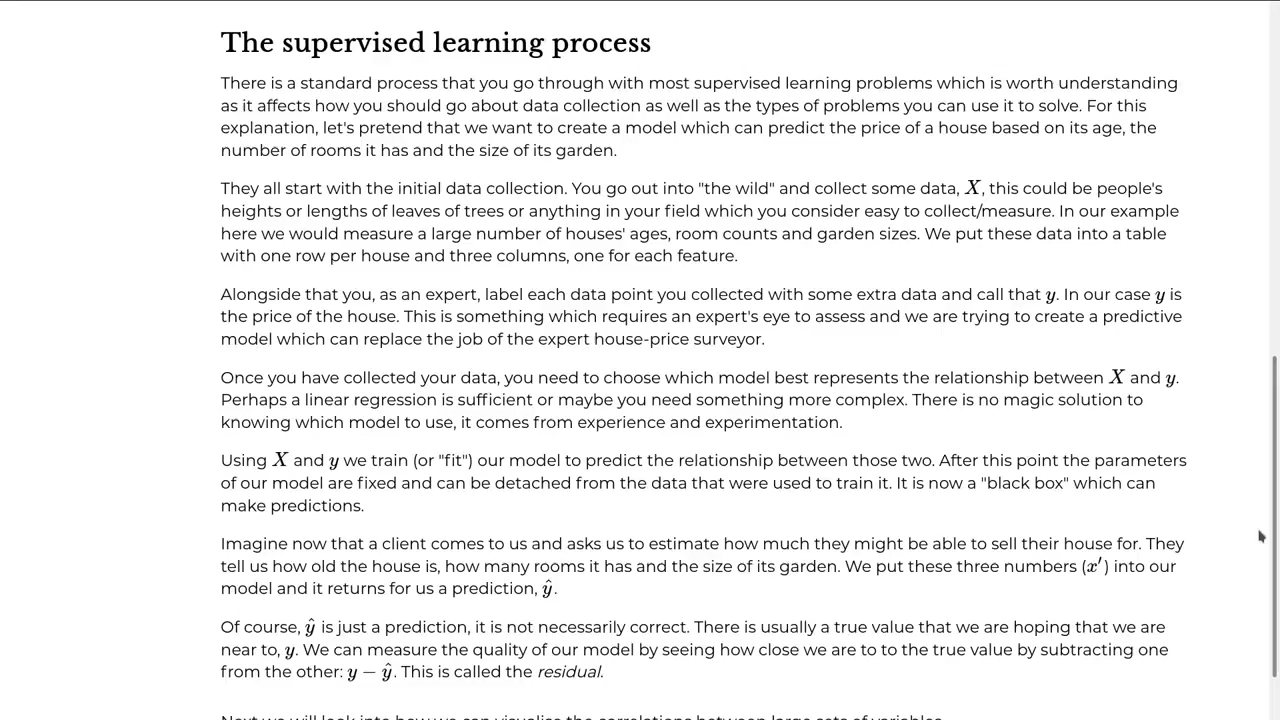 The supervised learning process
There is a standard process that you go through with most supervised learning problems which is worth understanding
as it affects how you should go about data collection as well as the types of problems you can use it to solve. For this
explanation, let's pretend that we want to create a model which can predict the price of a house based on its age, the
number of rooms it has and the size of its garden.
They all start with the initial data collection. You go out into "the wild" and collect some data, X, this could be people's
heights or lengths of leaves of trees or anything in your field which you consider easy to collect/measure. In our example
here we would measure a large number of houses' ages, room counts and garden sizes. We put these data into a table
with one row per house and three columns, one for each feature.
Alongside that you, as an expert, label each data point you collected with some extra data and call that y. In our case y is
the price of the house. This is something which requires an expert's eye to assess and we are trying to create a predictive
model which can replace the job of the expert house-price surveyor.
Once you have collected your data, you need to choose which model best represents the relationship between X and y.
Perhaps a linear regression is sufficient or maybe you need something more complex. There is no magic solution to
knowing which model to use, it comes from experience and experimentation.
Using X and y we train (or "fit") our model to predict the relationship between those two. After this point the parameters
of our model are fixed and can be detached from the data that were used to train it. It is now a "black box" which can
make predictions.
Imagine now that a client comes to us and asks us to estimate how much they might be able to sell their house for. They
tell us how old the house is, how many rooms it has and the size of its garden. We put these three numbers (x′) into our
model and it returns for us a prediction, ŷ.
Of course, ŷ is just a prediction, it is not necessarily correct. There is usually a true value that we are hoping that we are
near to, y. We can measure the quality of our model by seeing how close we are to to the true value by subtracting one
from the other: y − ŷ. This is called the residual.
Next we will look into how we can visualise the correlations between large sets of variables